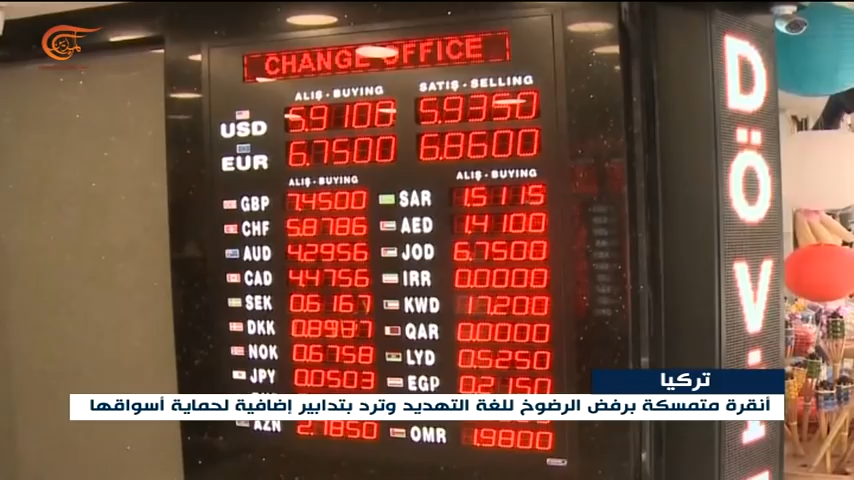 CHANGE OFFICE
ALIŞ - BUYING SATIŞ - SELLING
USD 5.9108 5.9350
EUR 6.7500 6.8600
ALIŞ - BUYING ALIŞ - BUYING
GBP 7.4500 SAR 1.5115
CHF 5.8786 AED 1.4100
AUD 4.2956 JOD 6.7500
CAD 4.4756 IRR 0.0000
SEK 0.6167 KWD 17.200
DKK 0.8987 QAR 0.0000
NOK 0.6758 LYD 0.5250
JPY 0.0503 EGP 0.2150
AZN 2.1850 OMR 1.9800
DÖVİ
تركيا
أنقرة متمسكة برفض الرضوخ للغة التهديد وترد بتدابير إضافية لحماية أسواقها